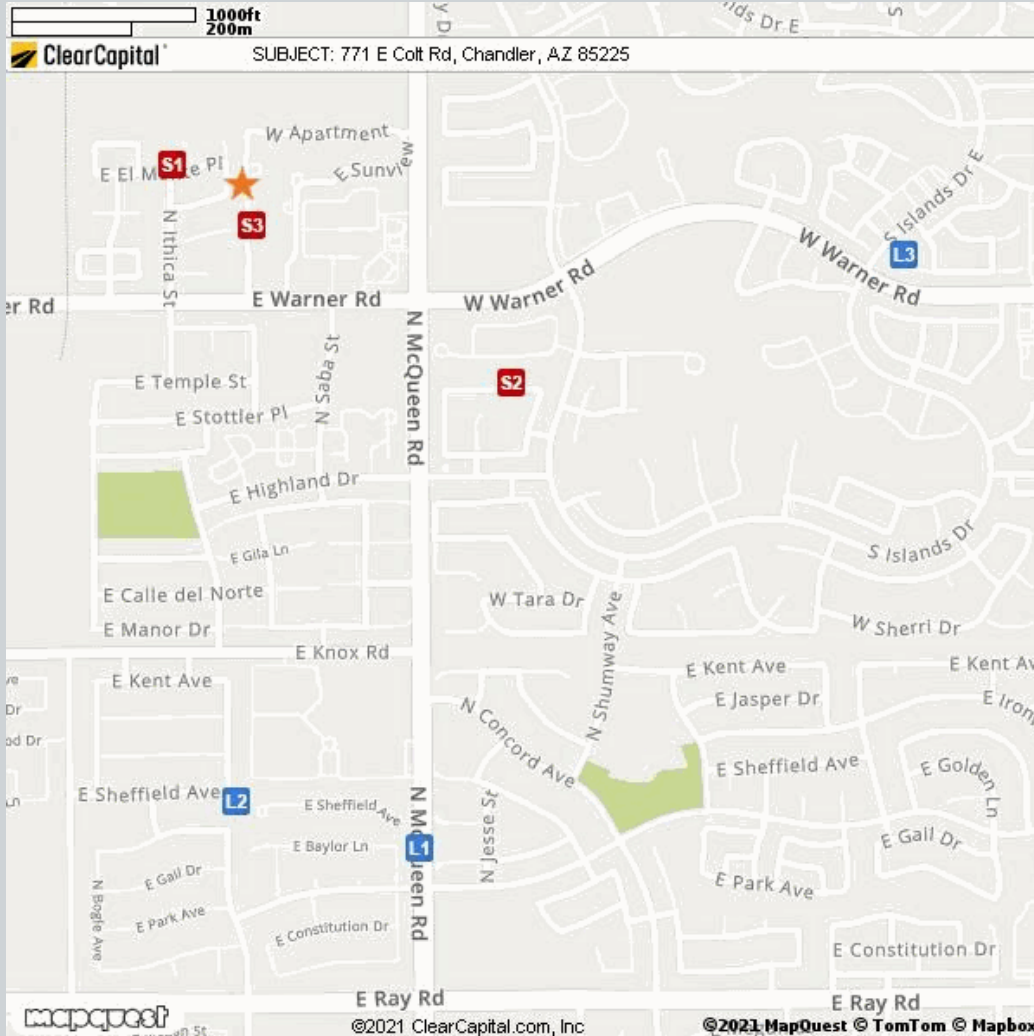 1000ft
200m
ClearCapital
SUBJECT: 771 E Colt Rd, Chandler, AZ 85225
W Apartment
S1
E Sunview
S3
N Ithica St
S Islands Dr E
L3
W Warner Rd
E Warner Rd
W Warner Rd
N McQueen Rd
N Saba St
S2
E Temple St
E Stottler Pl
E Highland Dr
E Gila Ln
S Islands Dr
E Calle del Norte
W Tara Dr
N Shumway Ave
W Sherri Dr
E Manor Dr
E Knox Rd
E Kent Ave
E Kent Ave
E Kent
E Jasper Dr
N Concord Ave
E Sheffield Ave
E Golden Ln
E Sheffield Ave
L2
E Sheffield Ave
N Jesse St
L1
E Baylor Ln
E Gail Dr
E Gail Dr
E Park Ave
N Bogle Ave
E Park Ave
E Constitution Dr
E Constitution Dr
E Ray Rd
E Ray Rd
mapquest
©2021 ClearCapital.com, Inc
©2021 MapQuest © TomTom © Mapbo